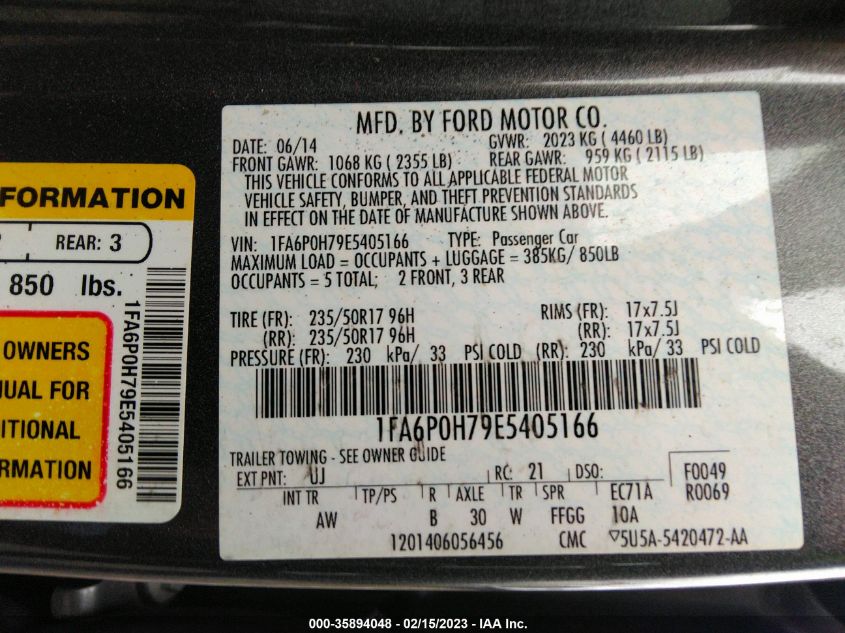 FORMATION
REAR: 3
850 lbs.
OWNERS
FOR
1FA6P0H79E5405166
MFD. BY FORD MOTOR CO.
DATE: 06/14 GVWR: 2023 KG ( 4460 LB)
FRONT GAWR: 1068 KG ( 2355 LB) REAR GAWR: 959 KG ( 2115 LB)
THIS VEHICLE CONFORMS TO ALL APPLICABLE FEDERAL MOTOR
VEHICLE SAFETY, BUMPER, AND THEFT PREVENTION STANDARDS
IN EFFECT ON THE DATE OF MANUFACTURE SHOWN ABOVE.
VIN: 1FA6P0H79E5405166 TYPE: Passenger Car
MAXIMUM LOAD = OCCUPANTS + LUGGAGE = 385KG/ 850LB
OCCUPANTS = 5 TOTAL; 2 FRONT, 3 REAR
TIRE (FR): 235/50R17 96H RIMS (FR): 17x7.5J
(RR): 235/50R17 96H (RR): 17x7.5J
PRESSURE (FR): 230 kPa/ 33 PSI COLD (RR): 230 kPa/ 33 PSI COLD
1FA6P0H79E5405166
TRAILER TOWING - SEE OWNER GUIDE
EXT PNT: UJ RC: 21 DSO: F0049
INT TR TP/PS R AXLE TR SPR EC71A R0069
AW B 30 W FFGG 10A
1201406056456 CMC ▽5U5A-5420472-AA
000-35894048 - 02/15/2023 - IAA Inc.